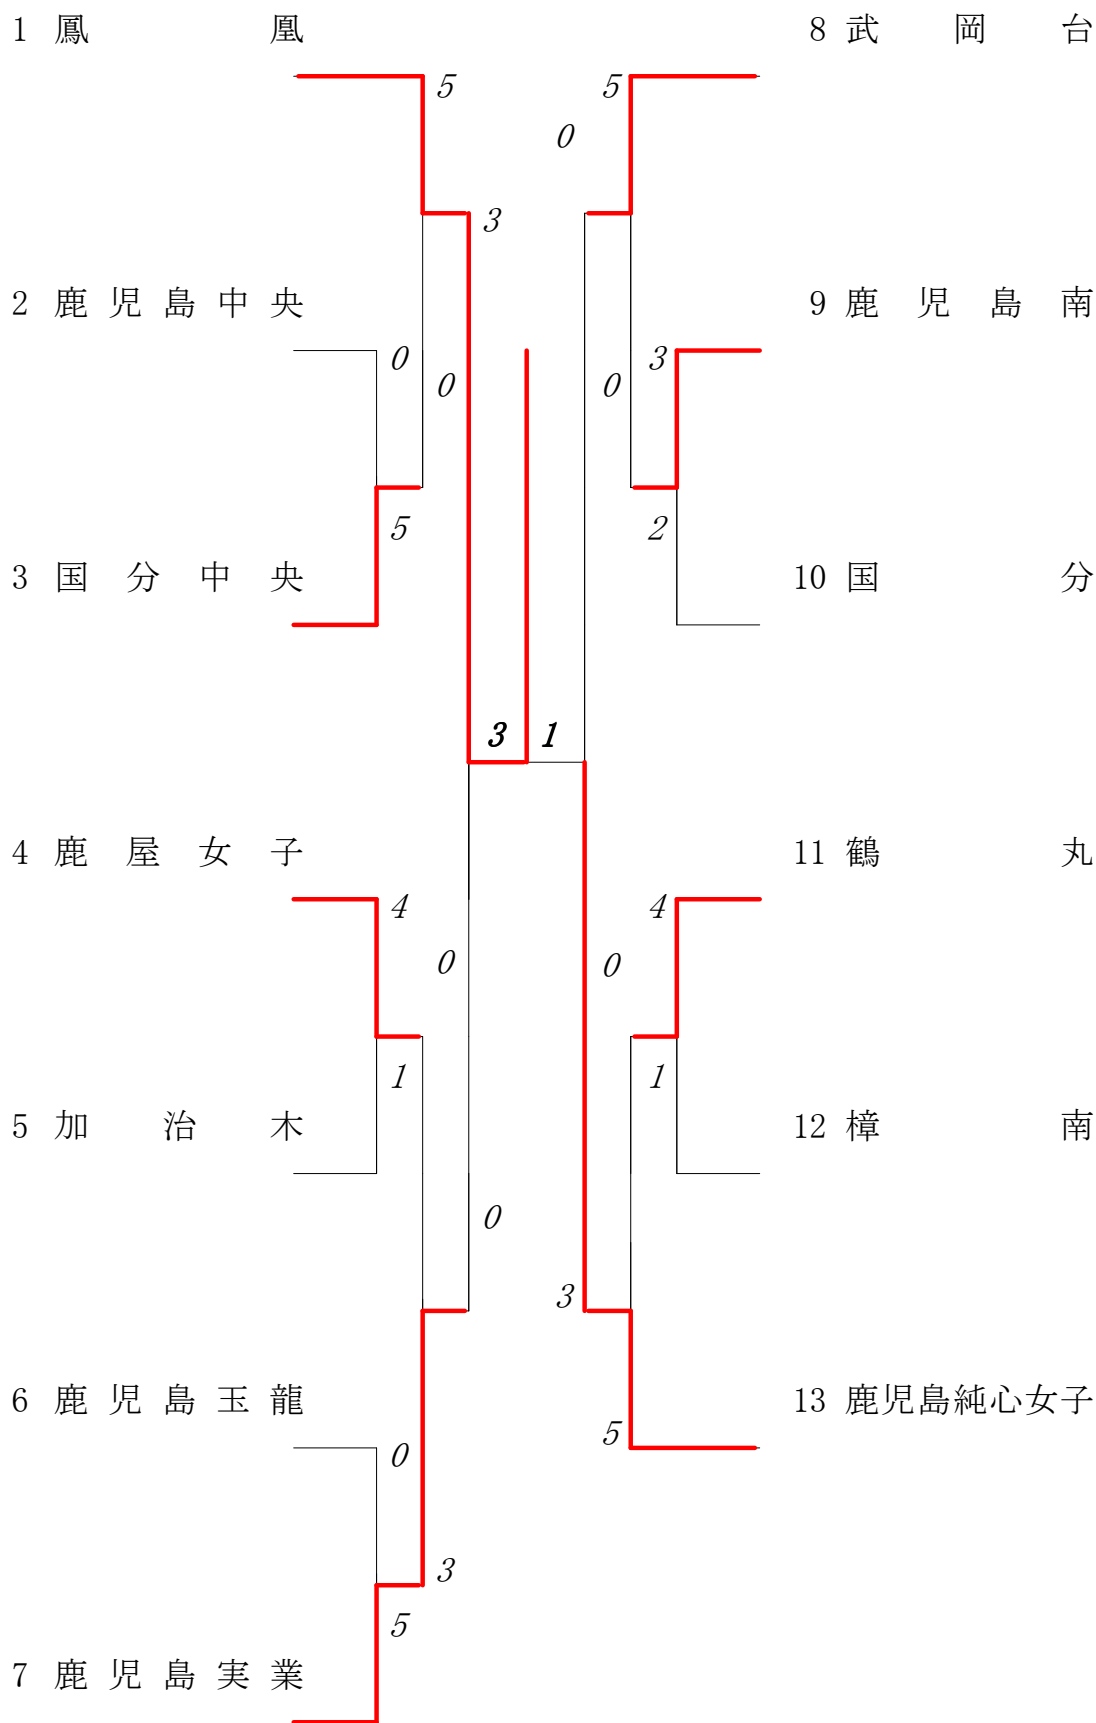 1 鳳凰 8 武岡台
5 5
0
3
2 鹿児島中央 9 鹿児島南
0 0 0 3
5 2
3 国分中央 10 国分
3 1
4 鹿屋女子 11 鶴丸
4 0 0 4
1 1
5 加治木 12 樟南
0
3
6 鹿児島玉龍 13 鹿児島純心女子
0 5
3
5
7 鹿児島実業